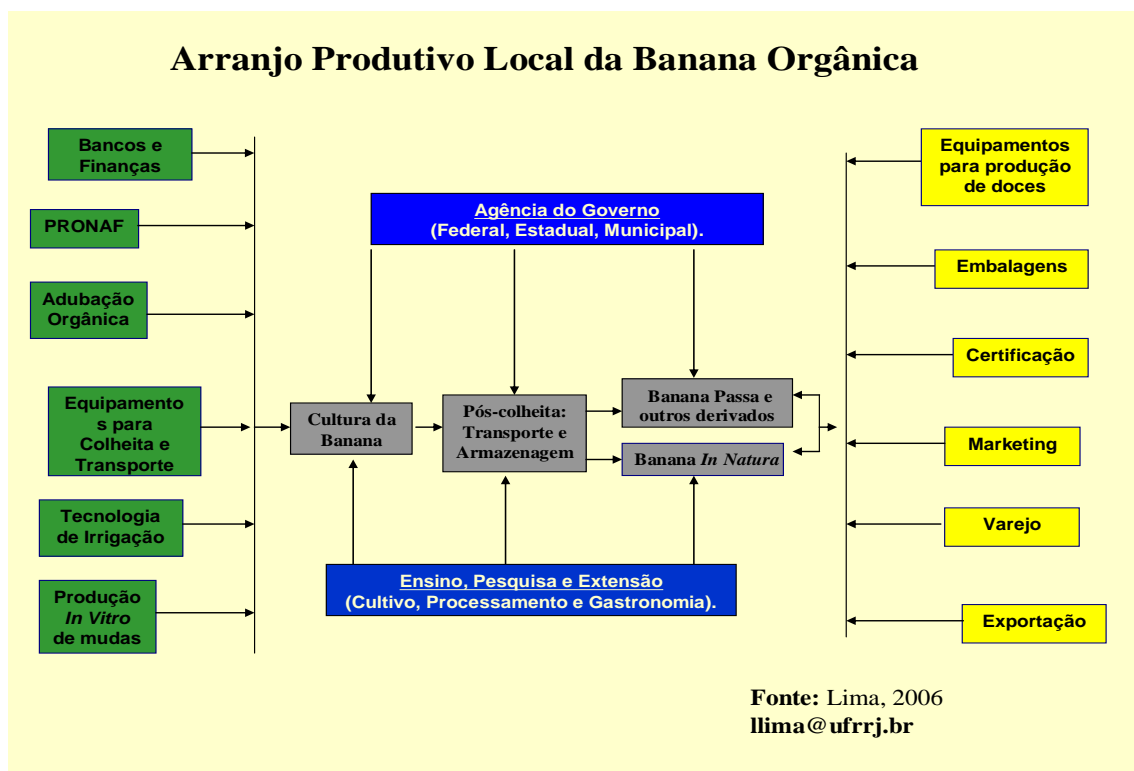 Arranjo Produtivo Local da Banana Orgânica
Bancos e
Finanças
PRONAF
Adubação
Orgânica
Equipamento
s para
Colheita e
Transporte
Tecnologia
de Irrigação
Produção
In Vitro
de mudas
Agência do Governo
(Federal, Estadual, Municipal).
Cultura da
Banana
Pós-colheita:
Transporte e
Armazenagem
Banana Passa e
outros derivados
Banana In Natura
Ensino, Pesquisa e Extensão
(Cultivo, Processamento e Gastronomia).
Equipamentos
para produção
de doces
Embalagens
Certificação
Marketing
Varejo
Exportação
Fonte: Lima, 2006
llima@ufrrj.br